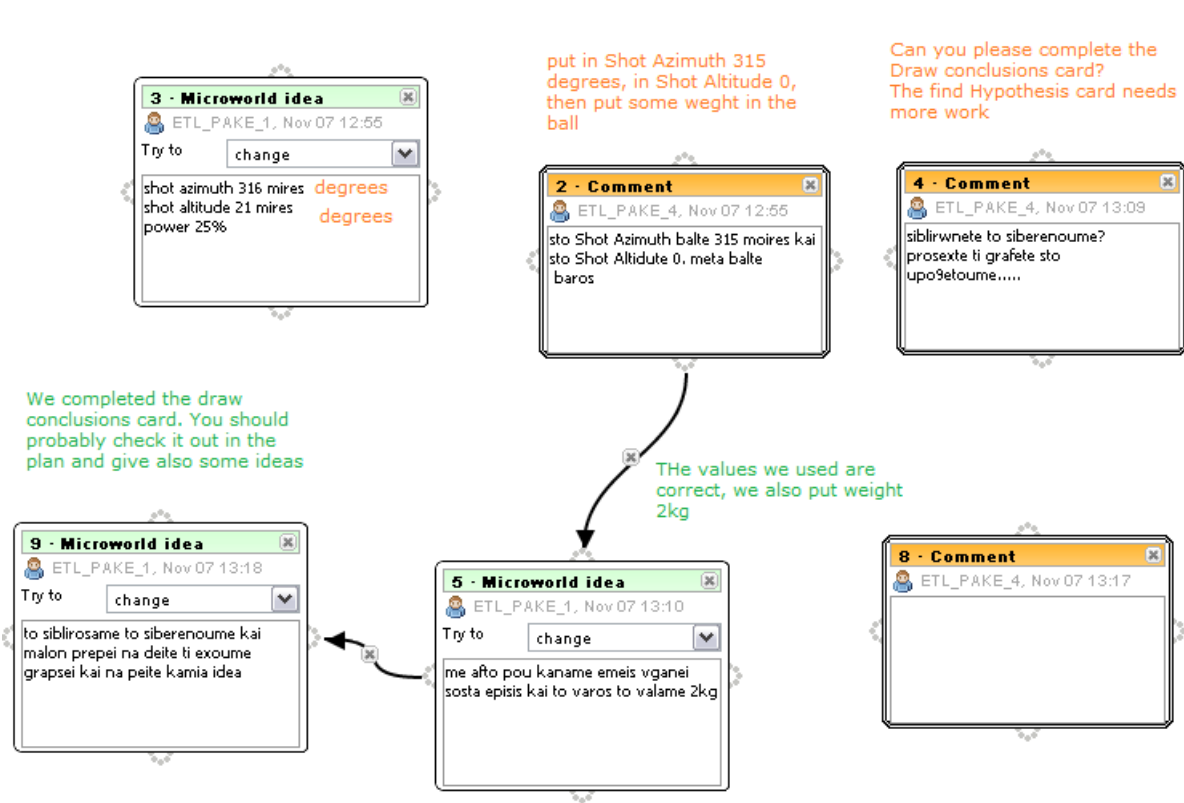 put in Shot Azimuth 315
degrees, in Shot Altitude 0,
then put some weght in the
ball
Can you please complete the
Draw conclusions card?
The find Hypothesis card needs
more work
3 - Microworld idea
ETL_PAKE_1, Nov 07 12:55
Try to change
shot azimuth 316 mires degrees
shot altitude 21 mires degrees
power 25%
2 - Comment
ETL_PAKE_4, Nov 07 12:55
sto Shot Azimuth balte 315 moires kai
sto Shot Altidute 0. meta balte
baros
4 - Comment
ETL_PAKE_4, Nov 07 13:09
siblirwnete to siberenoume?
prosexte ti grafete sto
upo9etoume.....
We completed the draw
conclusions card. You should
probably check it out in the
plan and give also some ideas
THe values we used are
correct, we also put weight
2kg
9 - Microworld idea
ETL_PAKE_1, Nov 07 13:18
Try to change
to siblirosame to siberenoume kai
malon prepei na deite ti exoume
grapsei kai na peite kamia idea
5 - Microworld idea
ETL_PAKE_1, Nov 07 13:10
Try to change
me afto pou kaname emeis vganei
sosta episis kai to varos to valame 2kg
8 - Comment
ETL_PAKE_4, Nov 07 13:17